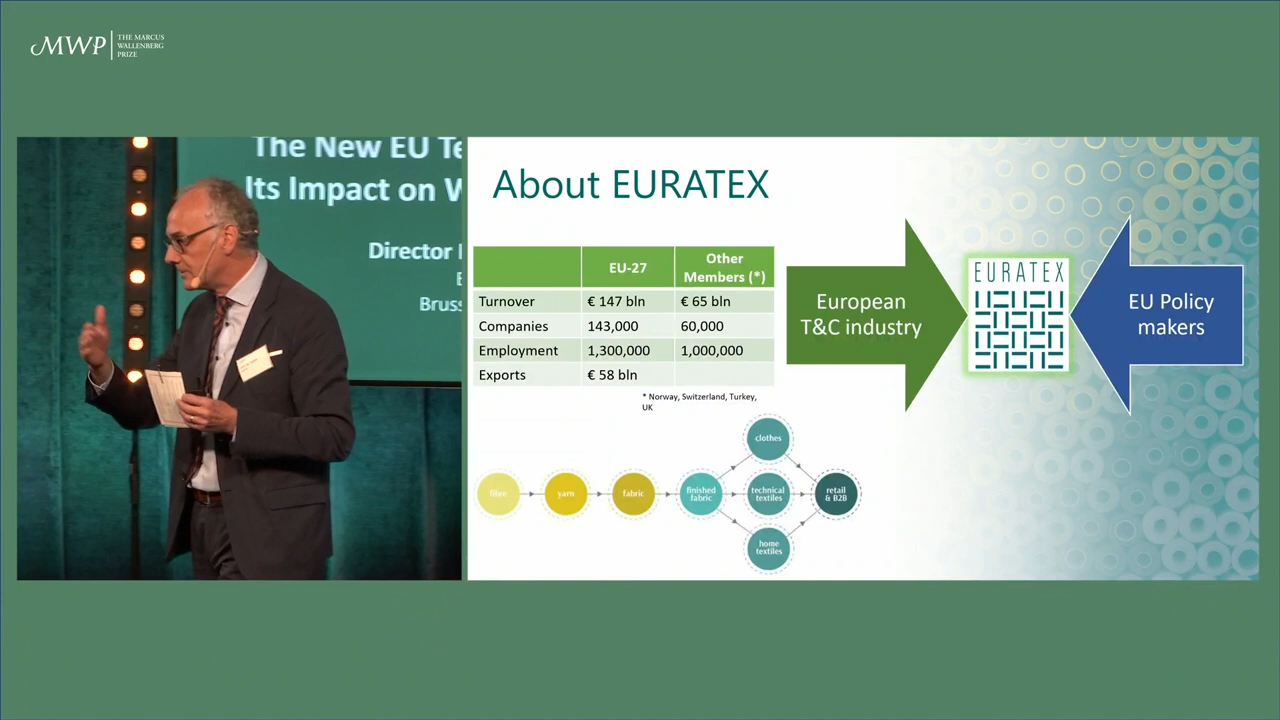 MWP
THE MARCUS
WALLENBERG
PRIZE
The New EU Te
Its Impact on W
Director
Bruss
About EURATEX
EU-27
Other
Members (*)
Turnover
€ 147 bln
€ 65 bln
Companies
143,000
60,000
Employment
1,300,000
1,000,000
Exports
€ 58 bln
* Norway, Switzerland, Turkey,
UK
European
T&C industry
EURATEX
EU Policy
makers
fibre
yarn
fabric
finished
fabric
clothes
technical
textiles
home
textiles
retail
& B2B